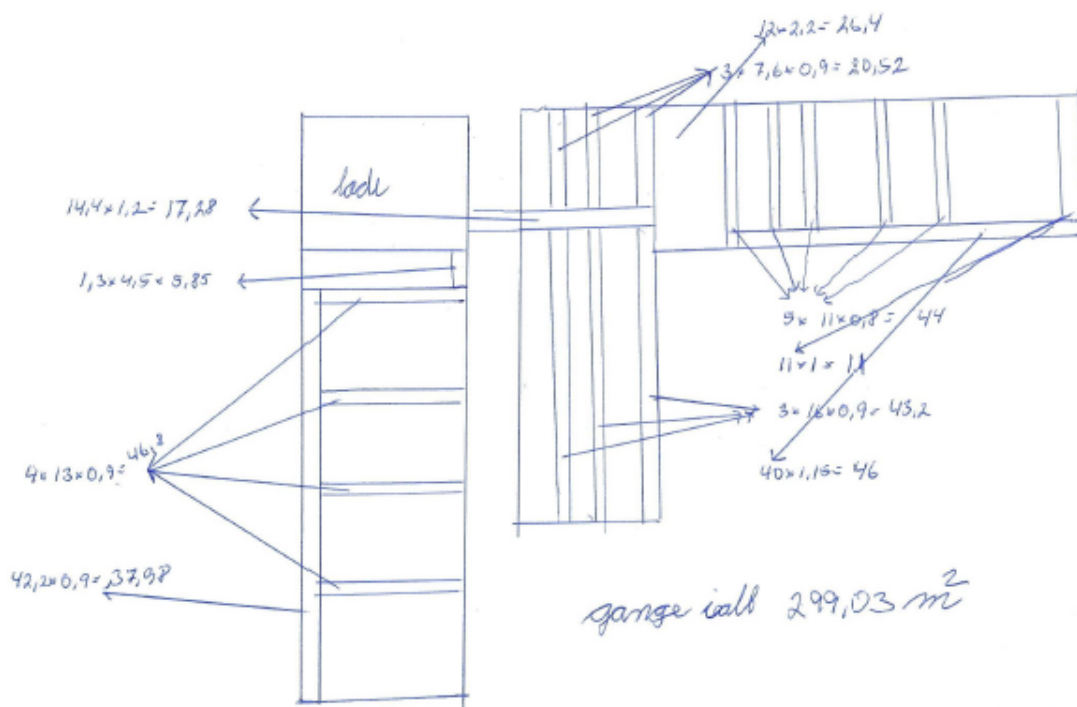 12×2,2= 26,4
3 × 7,6×0,9= 20,52
lade
14,4×1,2= 17,28
1,3×4,5×5,85
5× 11×0,8= 44
11×1×11
3×16×0,9=43,2
46,8
4×13×0,9=
40×1,15=46
42,2×0,9=,37,98
gange ialt 299,03 m²